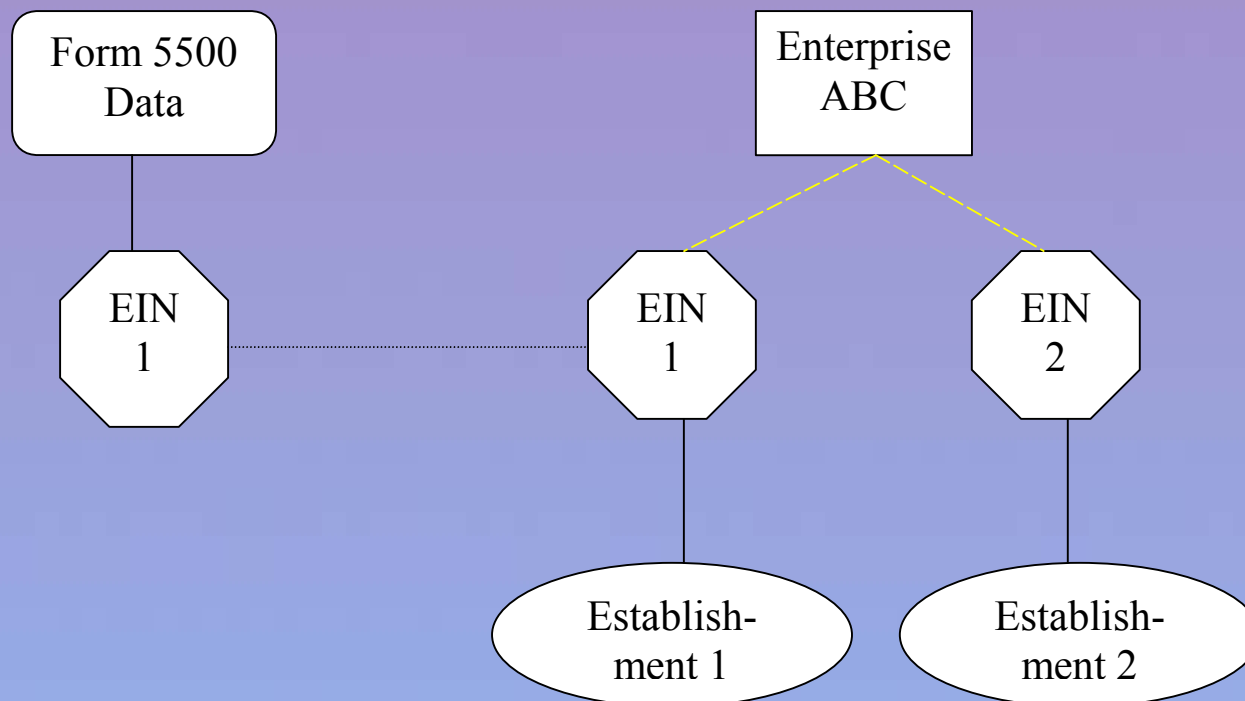 Form 5500
Data
Enterprise
ABC
EIN
1
EIN
1
EIN
2
Establish-
ment 1
Establish-
ment 2